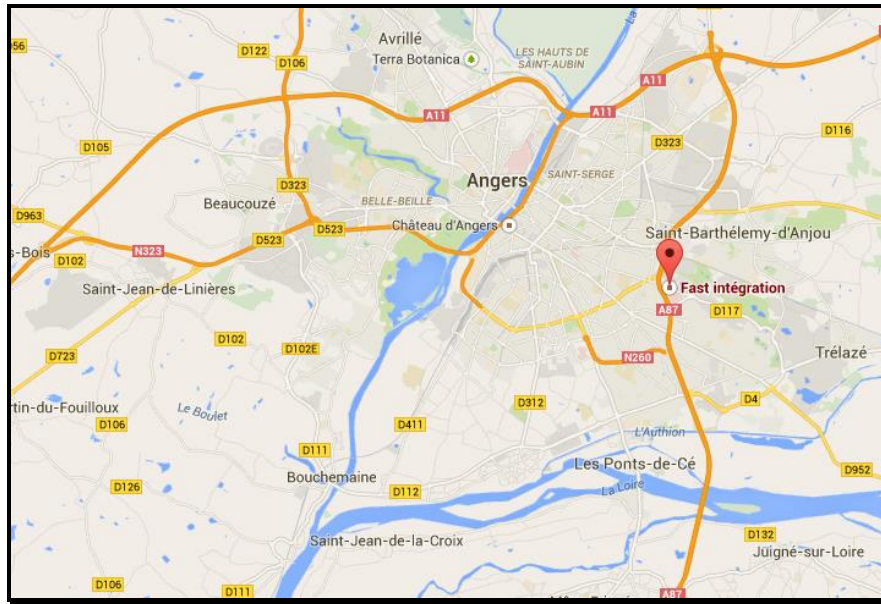 Avrillé
D122
D106
Terra Botanica
LES HAUTS DE
SAINT-AUBIN
A11
A11
A11
D116
D105
D323
D323
SAINT-SERGE
Angers
Beaucouzé
BELLE-BEILLE
D963
Château d'Angers
D523
D523
Saint-Barthélemy-d'Anjou
s-Bois
N323
D102
Saint-Jean-de-Linières
Fast intégration
A87
D117
D102
D102E
D723
N260
Trélazé
tin-du-Fouilloux
Le Boulet
D312
D4
D106
D411
L'Authion
D111
Les Ponts-de-Cé
D952
Bouchemaine
D126
D112
La Loire
Saint-Jean-de-la-Croix
D132
Juigné-sur-Loire
D106
D111
A87